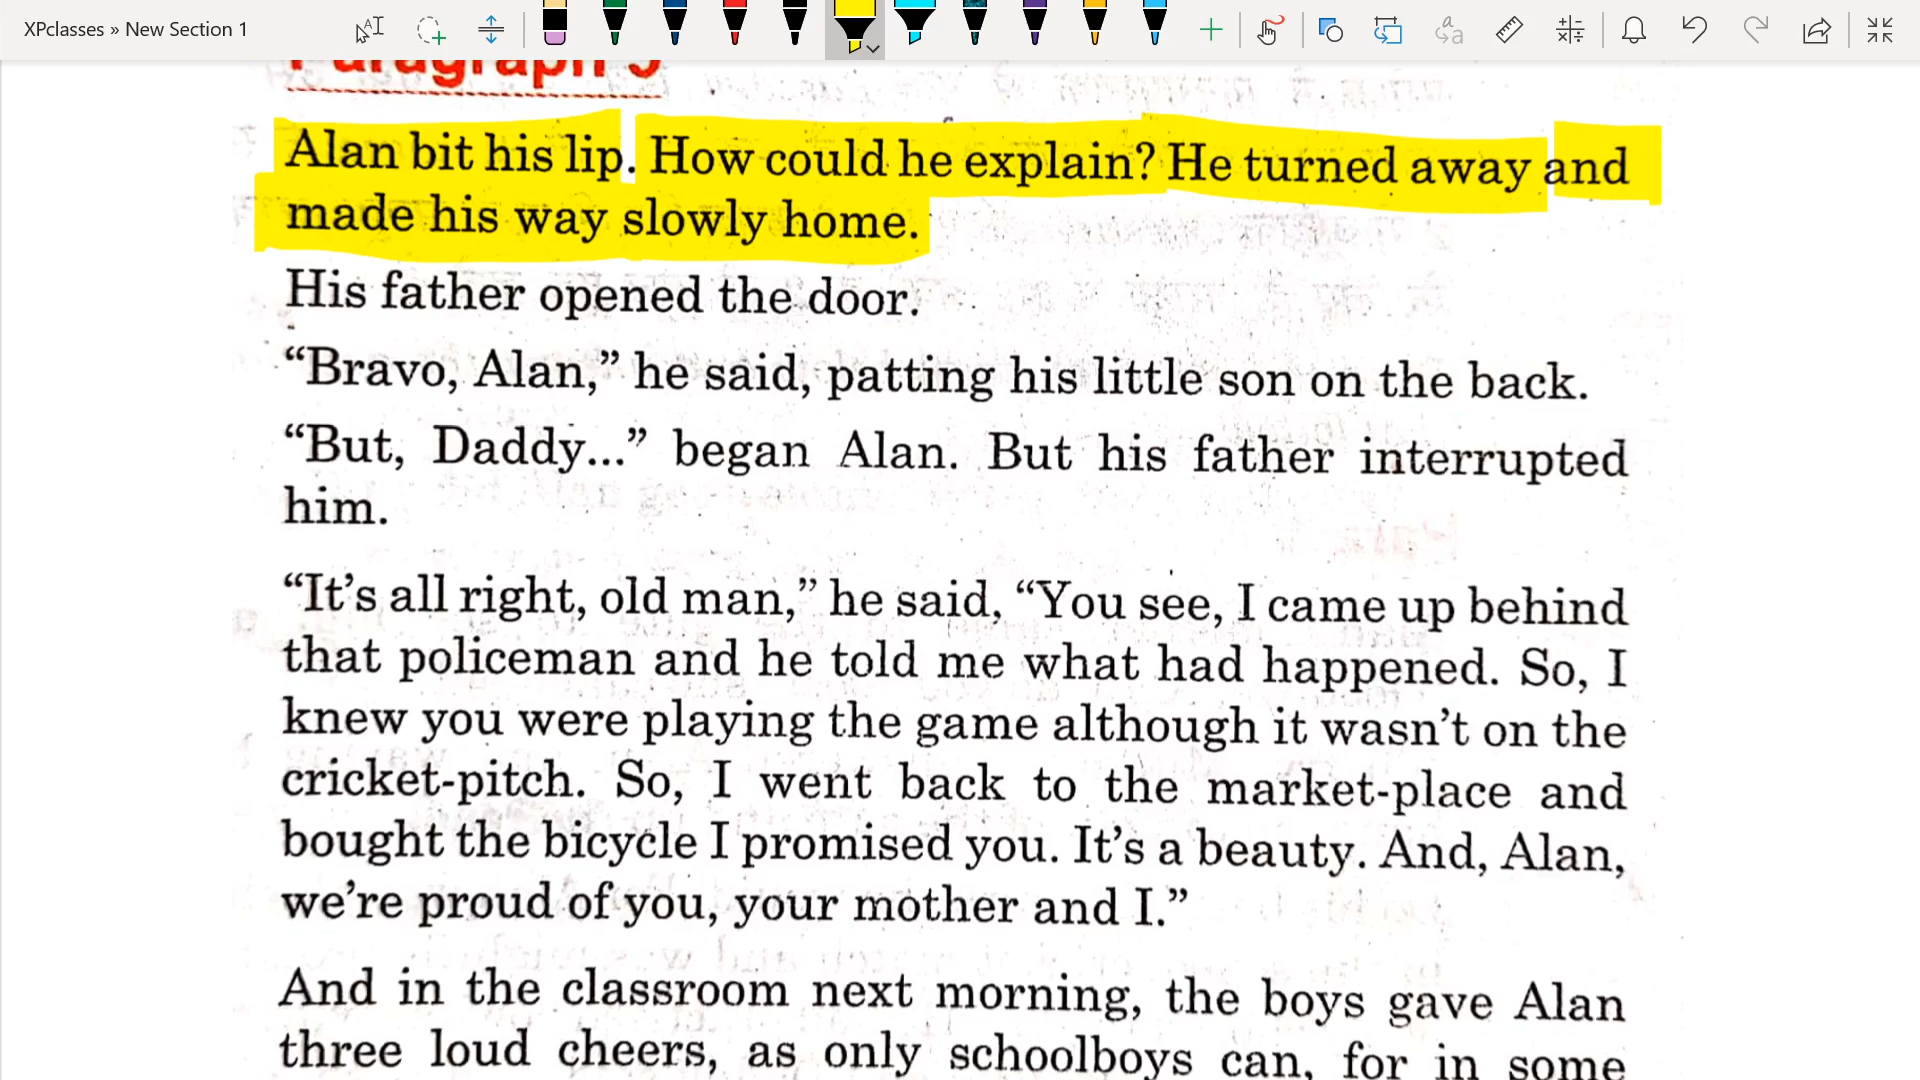 XPclasses » New Section 1
Paragraph 5
Alan bit his lip. How could he explain? He turned away and
made his way slowly home.
His father opened the door.
“Bravo, Alan,” he said, patting his little son on the back.
“But, Daddy...” began Alan. But his father interrupted
him.
“It’s all right, old man,” he said, “You see, I came up behind
that policeman and he told me what had happened. So, I
knew you were playing the game although it wasn’t on the
cricket-pitch. So, I went back to the market-place and
bought the bicycle I promised you. It’s a beauty. And, Alan,
we’re proud of you, your mother and I.”
And in the classroom next morning, the boys gave Alan
three loud cheers, as only schoolboys can, for in some